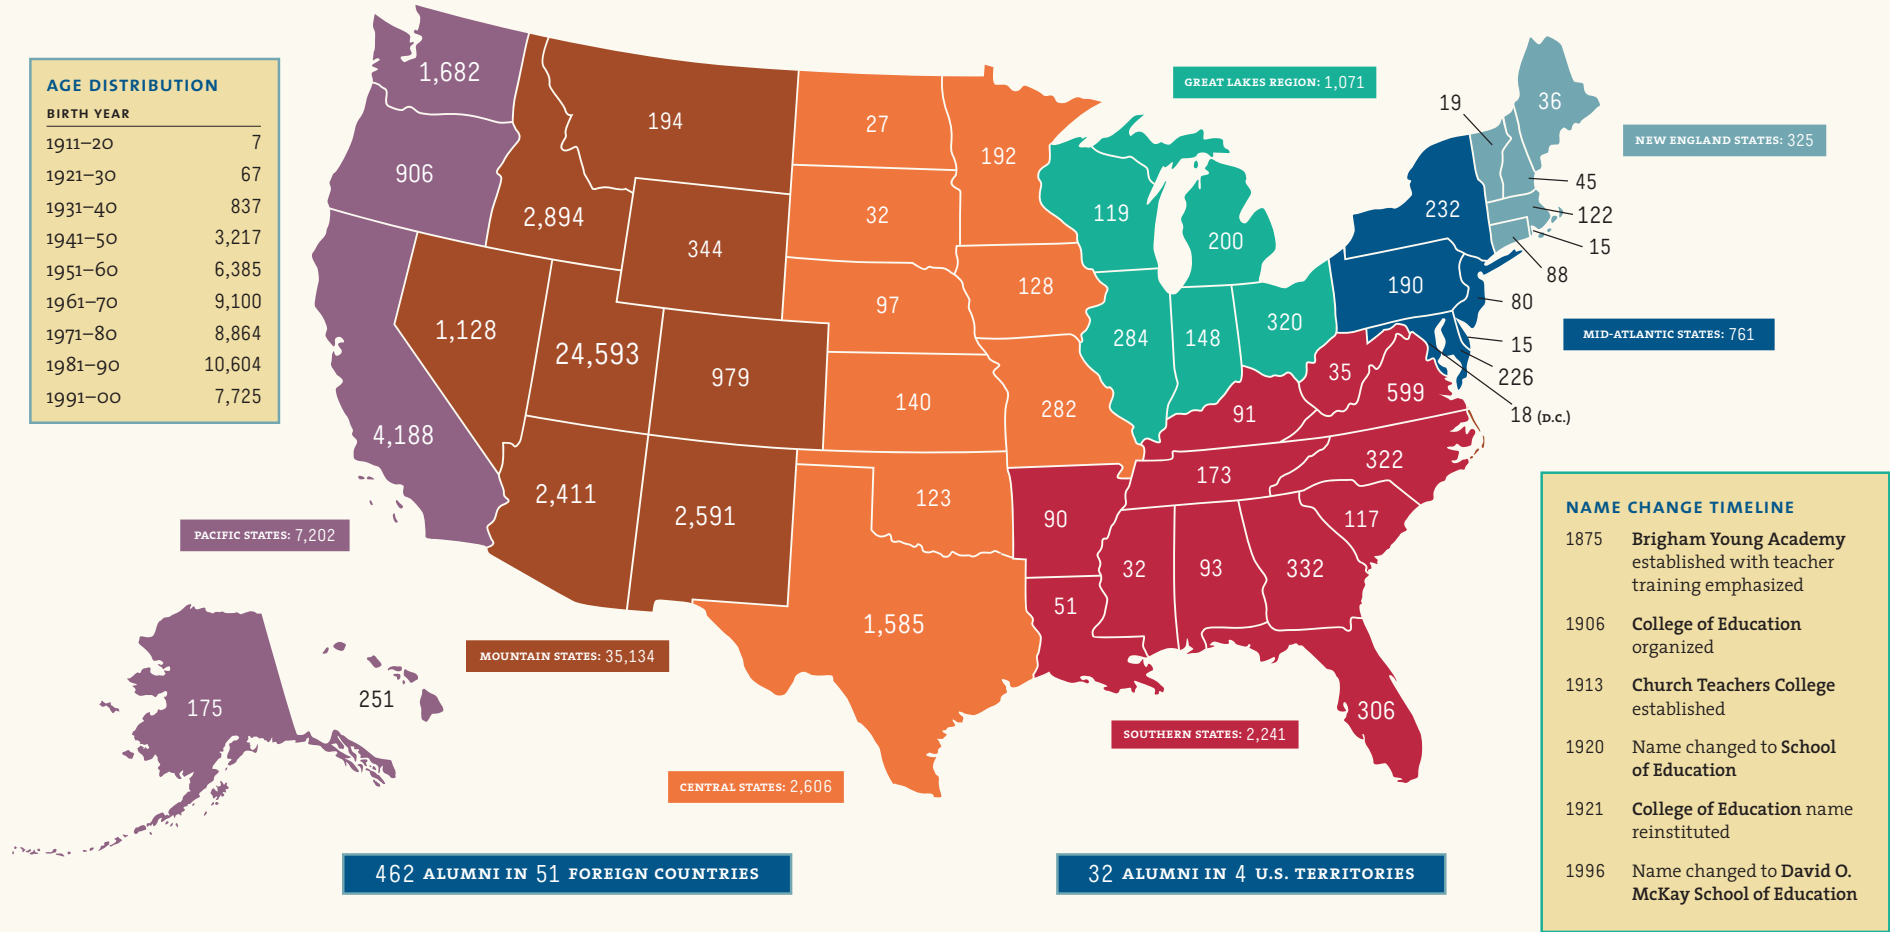 AGE DISTRIBUTION
BIRTH YEAR
1911–20 7
1921–30 67
1931–40 837
1941–50 3,217
1951–60 6,385
1961–70 9,100
1971–80 8,864
1981–90 10,604
1991–00 7,725
1,682
906
4,188
PACIFIC STATES: 7,202
175
251
194
2,894
344
1,128
24,593
979
2,411
2,591
MOUNTAIN STATES: 35,134
27
192
32
97
128
140
282
123
1,585
CENTRAL STATES: 2,606
GREAT LAKES REGION: 1,071
119
200
284
148
320
35
599
91
173
322
90
32
93
332
117
51
306
SOUTHERN STATES: 2,241
19
36
NEW ENGLAND STATES: 325
45
122
15
88
232
190
80
MID-ATLANTIC STATES: 761
15
226
18 (D.C.)
NAME CHANGE TIMELINE
1875 Brigham Young Academy
established with teacher
training emphasized
1906 College of Education
organized
1913 Church Teachers College
established
1920 Name changed to School
of Education
1921 College of Education name
reinstituted
1996 Name changed to David O.
McKay School of Education
462 ALUMNI IN 51 FOREIGN COUNTRIES
32 ALUMNI IN 4 U.S. TERRITORIES